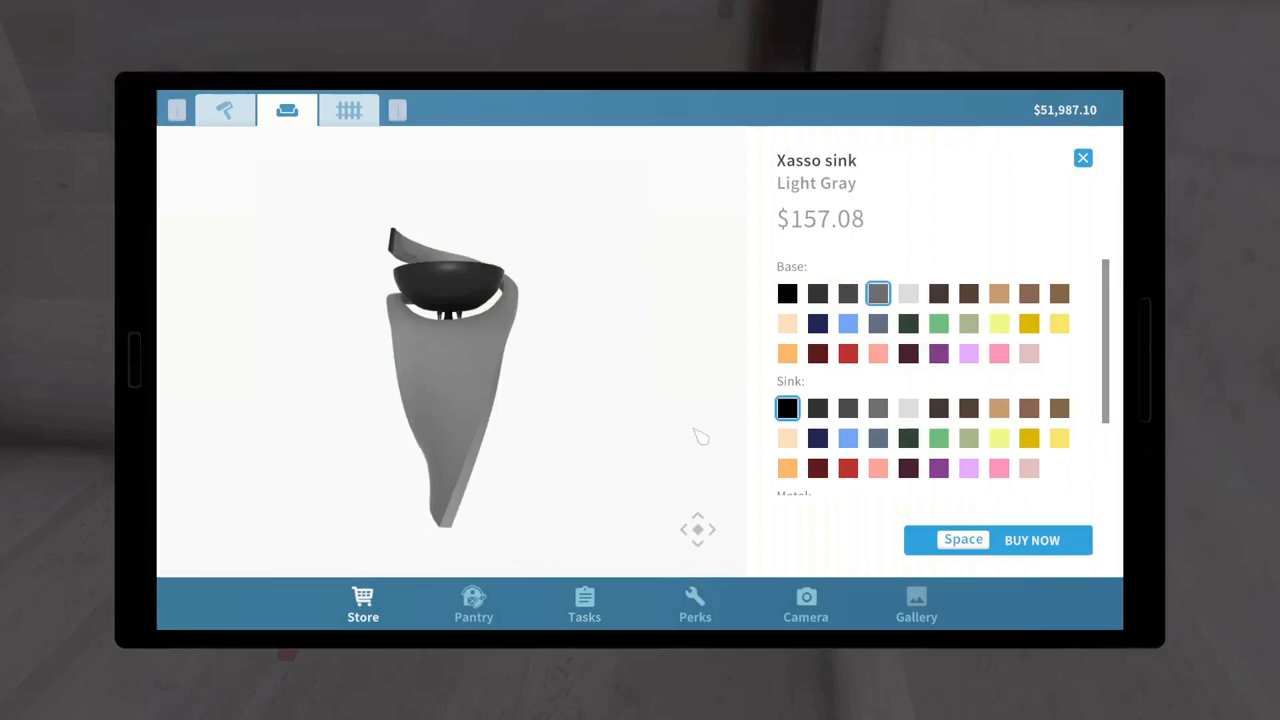 $51,987.10
Xasso sink
Light Gray
$157.08
Base:
Sink:
Metal:
Space BUY NOW
Store
Pantry
Tasks
Perks
Camera
Gallery